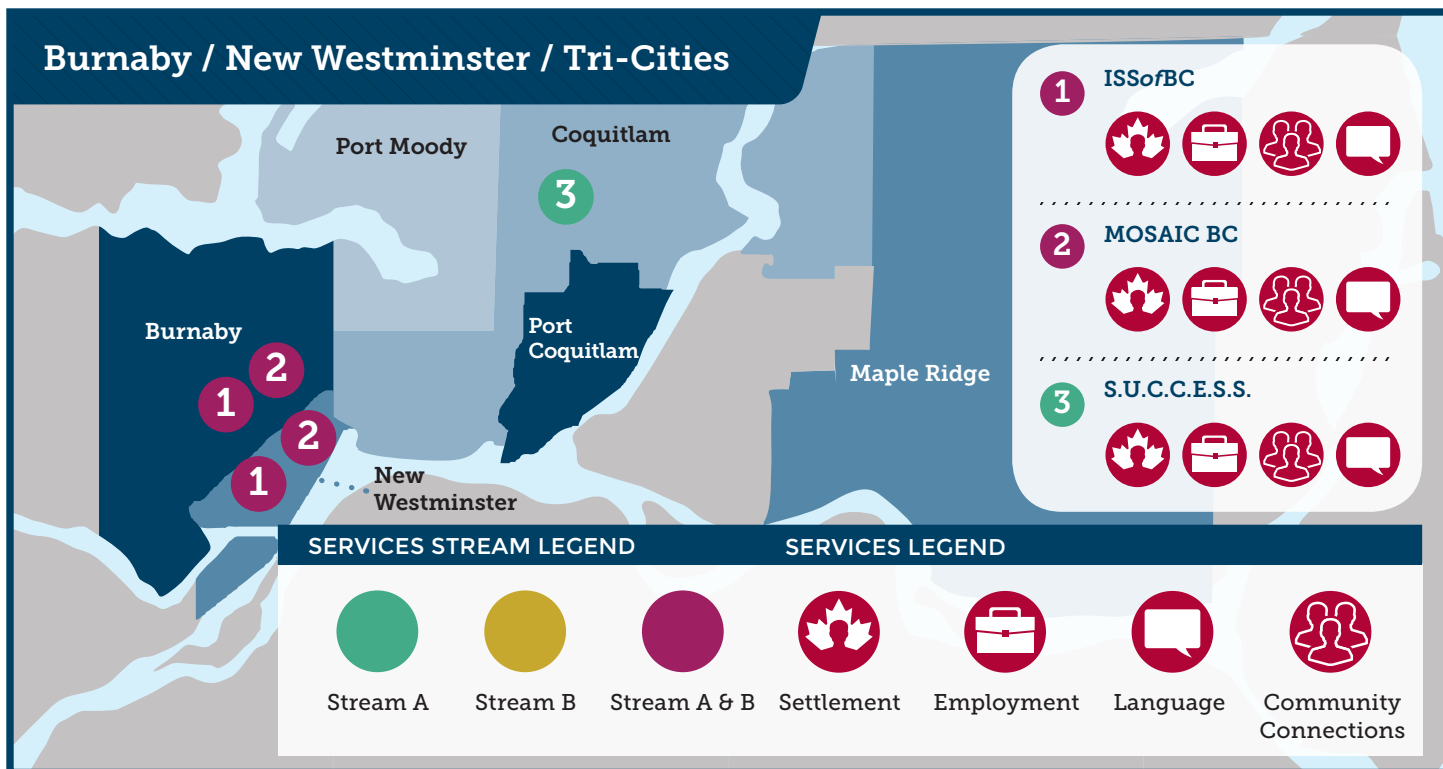 Burnaby / New Westminster / Tri-Cities
Port Moody
Coquitlam
3
Burnaby
2
1
2
1
Port
Coquitlam
New
Westminster
Maple Ridge
1
ISSofBC
2
MOSAIC BC
3
S.U.C.C.E.S.S.
SERVICES STREAM LEGEND
Stream A
Stream B
Stream A & B
SERVICES LEGEND
Settlement
Employment
Language
Community
Connections